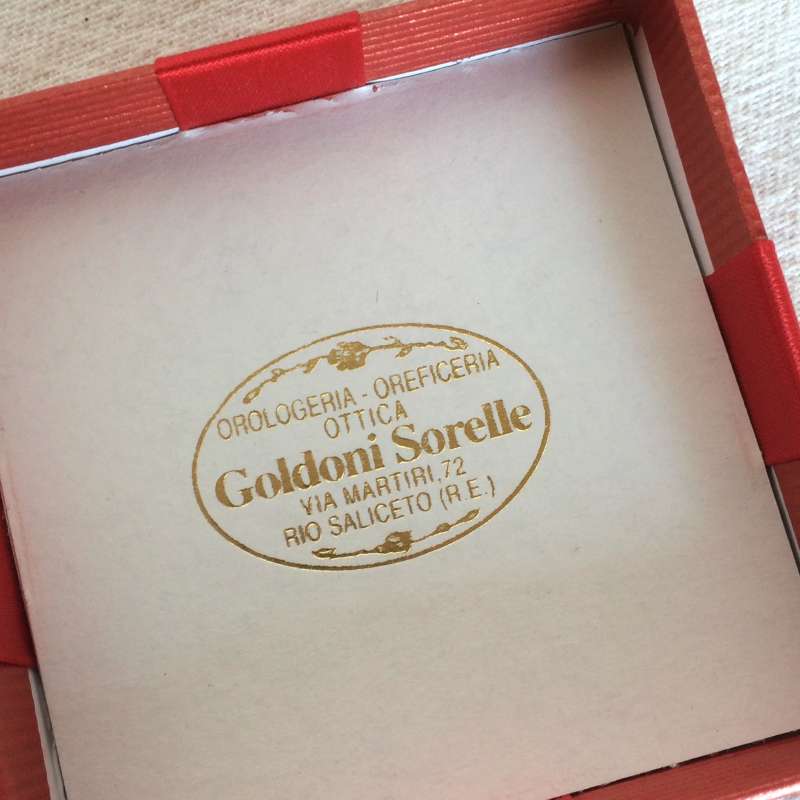 OROLOGERIA - OREFICERIA
OTTICA
Goldoni Sorelle
VIA MARTIRI, 72
RIO SALICETO (R.E.)